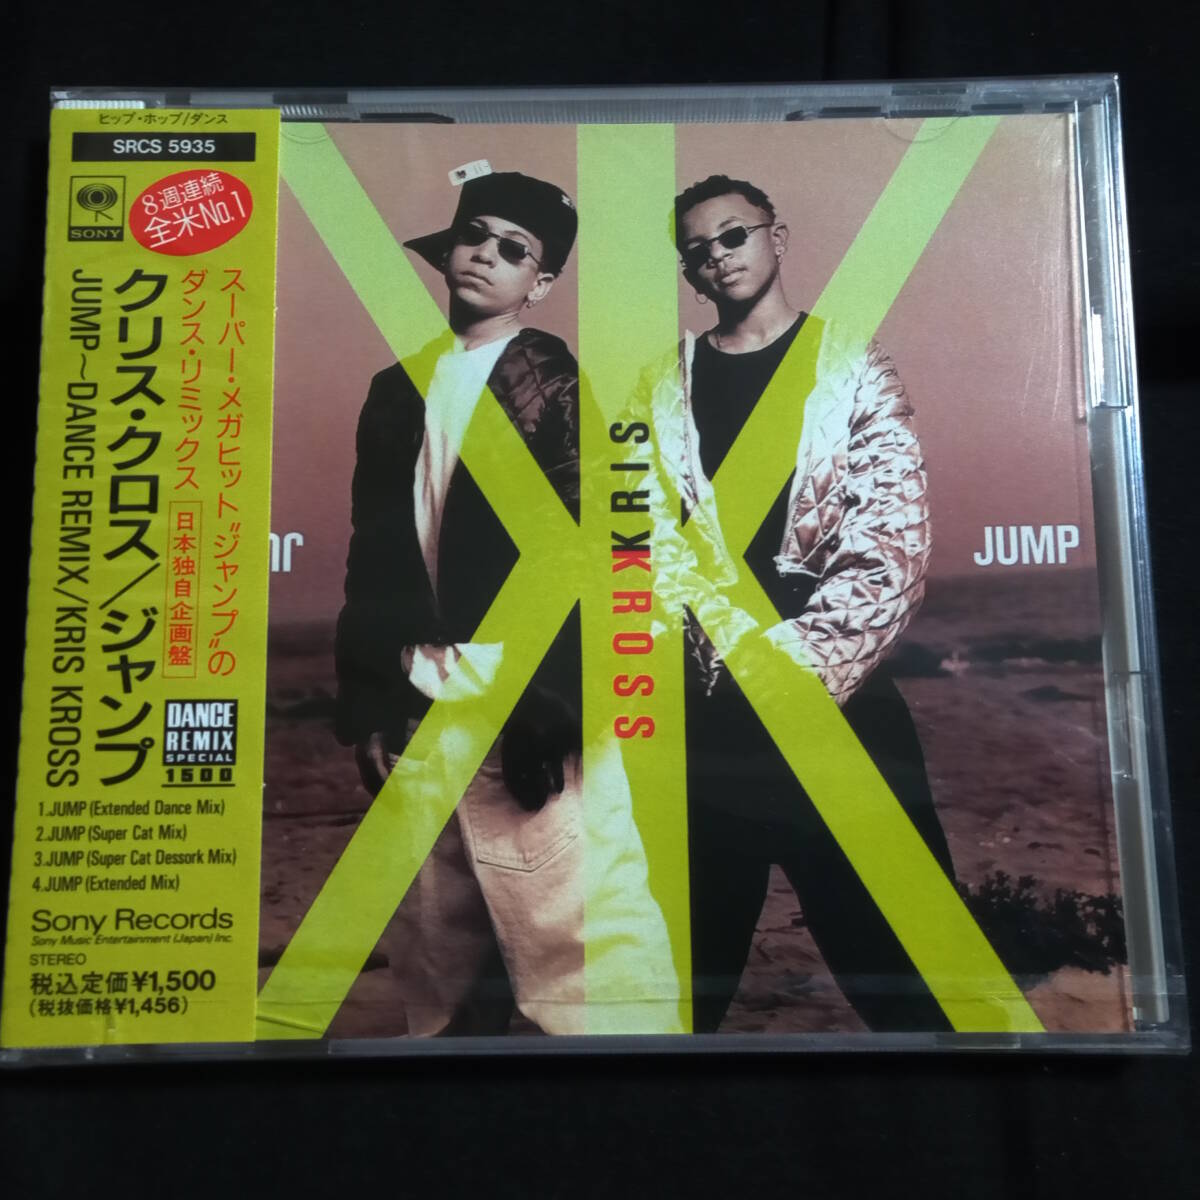 ヒップ・ホップ/ダンス
SRCS 5935
SONY
8週連続
全米No.1
スーパー・メガヒット"ジャンプ"の
ダンス・リミックス
日本独自企画盤
クリス・クロス/ジャンプ
JUMP~DANCE REMIX/KRIS KROSS
DANCE
REMIX
SPECIAL
1500
1.JUMP (Extended Dance Mix)
2.JUMP (Super Cat Mix)
3.JUMP (Super Cat Dessork Mix)
4.JUMP (Extended Mix)
Sony Records
Sony Music Entertainment (Japan) Inc.
STEREO
税込定価¥1,500
(税抜価格¥1,456)
KRIS
KROSS
JUMP